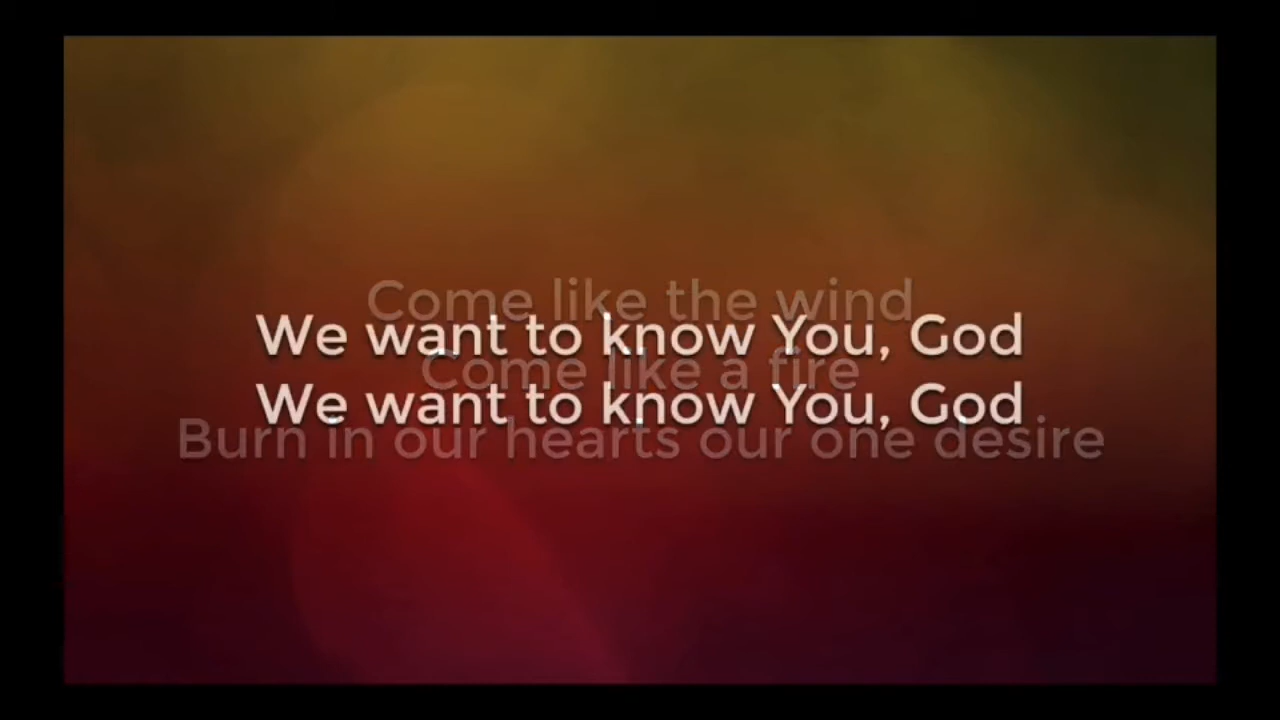 Come like the wind
We want to know You, God
Come like a fire
We want to know You, God
Burn in our hearts our one desire